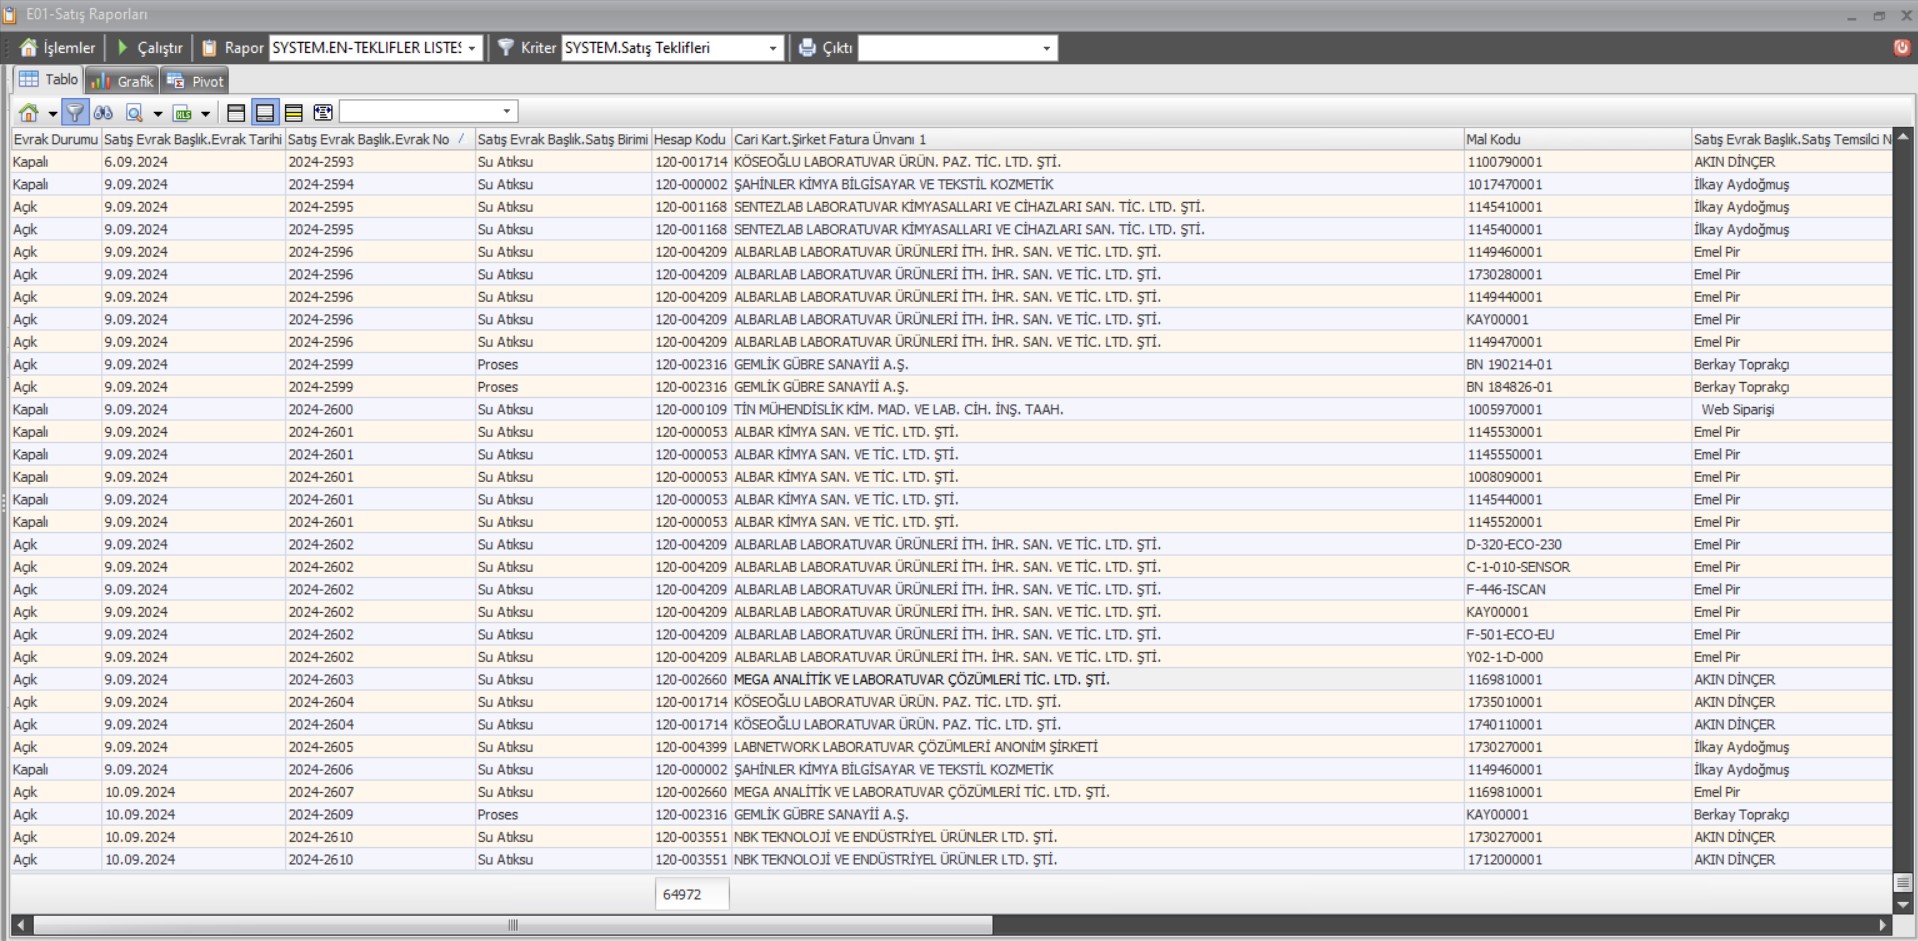 E01-Satış Raporları
İşlemler Çalıştır Rapor SYSTEM.EN-TEKLIFLER LISTES Kriter SYSTEM.Satış Teklifleri Çıktı
Tablo Grafik Pivot
Evrak Durumu Satış Evrak Başlık.Evrak Tarihi Satış Evrak Başlık.Evrak No Satış Evrak Başlık.Satış Birimi Hesap Kodu Cari Kart.Şirket Fatura Ünvanı 1 Mal Kodu Satış Evrak Başlık.Satış Temsilci N
Kapalı 6.09.2024 2024-2593 Su Atıksu 120-001714 KÖSEOĞLU LABORATUVAR ÜRÜN. PAZ. TİC. LTD. ŞTİ. 1100790001 AKIN DİNÇER
Kapalı 9.09.2024 2024-2594 Su Atıksu 120-000002 ŞAHİNLER KİMYA BİLGİSAYAR VE TEKSTİL KOZMETİK 1017470001 İlkay Aydoğmuş
Açık 9.09.2024 2024-2595 Su Atıksu 120-001168 SENTEZLAB LABORATUVAR KİMYASALLARI VE CİHAZLARI SAN. TİC. LTD. ŞTİ. 1145410001 İlkay Aydoğmuş
Açık 9.09.2024 2024-2595 Su Atıksu 120-001168 SENTEZLAB LABORATUVAR KİMYASALLARI VE CİHAZLARI SAN. TİC. LTD. ŞTİ. 1145400001 İlkay Aydoğmuş
Açık 9.09.2024 2024-2596 Su Atıksu 120-004209 ALBARLAB LABORATUVAR ÜRÜNLERİ İTH. İHR. SAN. VE TİC. LTD. ŞTİ. 1149460001 Emel Pir
Açık 9.09.2024 2024-2596 Su Atıksu 120-004209 ALBARLAB LABORATUVAR ÜRÜNLERİ İTH. İHR. SAN. VE TİC. LTD. ŞTİ. 1730280001 Emel Pir
Açık 9.09.2024 2024-2596 Su Atıksu 120-004209 ALBARLAB LABORATUVAR ÜRÜNLERİ İTH. İHR. SAN. VE TİC. LTD. ŞTİ. 1149440001 Emel Pir
Açık 9.09.2024 2024-2596 Su Atıksu 120-004209 ALBARLAB LABORATUVAR ÜRÜNLERİ İTH. İHR. SAN. VE TİC. LTD. ŞTİ. KAY00001 Emel Pir
Açık 9.09.2024 2024-2596 Su Atıksu 120-004209 ALBARLAB LABORATUVAR ÜRÜNLERİ İTH. İHR. SAN. VE TİC. LTD. ŞTİ. 1149470001 Emel Pir
Açık 9.09.2024 2024-2599 Proses 120-002316 GEMLİK GÜBRE SANAYİİ A.Ş. BN 190214-01 Berkay Toprakçı
Açık 9.09.2024 2024-2599 Proses 120-002316 GEMLİK GÜBRE SANAYİİ A.Ş. BN 184826-01 Berkay Toprakçı
Kapalı 9.09.2024 2024-2600 Su Atıksu 120-000109 TİN MÜHENDİSLİK KİM. MAD. VE LAB. CİH. İNŞ. TAAH. 1005970001 Web Siparişi
Kapalı 9.09.2024 2024-2601 Su Atıksu 120-000053 ALBAR KİMYA SAN. VE TİC. LTD. ŞTİ. 1145530001 Emel Pir
Kapalı 9.09.2024 2024-2601 Su Atıksu 120-000053 ALBAR KİMYA SAN. VE TİC. LTD. ŞTİ. 1145550001 Emel Pir
Kapalı 9.09.2024 2024-2601 Su Atıksu 120-000053 ALBAR KİMYA SAN. VE TİC. LTD. ŞTİ. 1008090001 Emel Pir
Kapalı 9.09.2024 2024-2601 Su Atıksu 120-000053 ALBAR KİMYA SAN. VE TİC. LTD. ŞTİ. 1145440001 Emel Pir
Kapalı 9.09.2024 2024-2601 Su Atıksu 120-000053 ALBAR KİMYA SAN. VE TİC. LTD. ŞTİ. 1145520001 Emel Pir
Açık 9.09.2024 2024-2602 Su Atıksu 120-004209 ALBARLAB LABORATUVAR ÜRÜNLERİ İTH. İHR. SAN. VE TİC. LTD. ŞTİ. D-320-ECO-230 Emel Pir
Açık 9.09.2024 2024-2602 Su Atıksu 120-004209 ALBARLAB LABORATUVAR ÜRÜNLERİ İTH. İHR. SAN. VE TİC. LTD. ŞTİ. C-1-010-SENSOR Emel Pir
Açık 9.09.2024 2024-2602 Su Atıksu 120-004209 ALBARLAB LABORATUVAR ÜRÜNLERİ İTH. İHR. SAN. VE TİC. LTD. ŞTİ. F-446-ISCAN Emel Pir
Açık 9.09.2024 2024-2602 Su Atıksu 120-004209 ALBARLAB LABORATUVAR ÜRÜNLERİ İTH. İHR. SAN. VE TİC. LTD. ŞTİ. KAY00001 Emel Pir
Açık 9.09.2024 2024-2602 Su Atıksu 120-004209 ALBARLAB LABORATUVAR ÜRÜNLERİ İTH. İHR. SAN. VE TİC. LTD. ŞTİ. F-501-ECO-EU Emel Pir
Açık 9.09.2024 2024-2602 Su Atıksu 120-004209 ALBARLAB LABORATUVAR ÜRÜNLERİ İTH. İHR. SAN. VE TİC. LTD. ŞTİ. Y02-1-D-000 Emel Pir
Açık 9.09.2024 2024-2603 Su Atıksu 120-002660 MEGA ANALİTİK VE LABORATUVAR ÇÖZÜMLERİ TİC. LTD. ŞTİ. 1169810001 AKIN DİNÇER
Açık 9.09.2024 2024-2604 Su Atıksu 120-001714 KÖSEOĞLU LABORATUVAR ÜRÜN. PAZ. TİC. LTD. ŞTİ. 1735010001 AKIN DİNÇER
Açık 9.09.2024 2024-2604 Su Atıksu 120-001714 KÖSEOĞLU LABORATUVAR ÜRÜN. PAZ. TİC. LTD. ŞTİ. 1740110001 AKIN DİNÇER
Açık 9.09.2024 2024-2605 Su Atıksu 120-004399 LABNETWORK LABORATUVAR ÇÖZÜMLERİ ANONİM ŞİRKETİ 1730270001 İlkay Aydoğmuş
Kapalı 9.09.2024 2024-2606 Su Atıksu 120-000002 ŞAHİNLER KİMYA BİLGİSAYAR VE TEKSTİL KOZMETİK 1149460001 İlkay Aydoğmuş
Açık 10.09.2024 2024-2607 Su Atıksu 120-002660 MEGA ANALİTİK VE LABORATUVAR ÇÖZÜMLERİ TİC. LTD. ŞTİ. 1169810001 Emel Pir
Açık 10.09.2024 2024-2609 Proses 120-002316 GEMLİK GÜBRE SANAYİİ A.Ş. KAY00001 Berkay Toprakçı
Açık 10.09.2024 2024-2610 Su Atıksu 120-003551 NBK TEKNOLOJİ VE ENDÜSTRİYEL ÜRÜNLER LTD. ŞTİ. 1730270001 AKIN DİNÇER
Açık 10.09.2024 2024-2610 Su Atıksu 120-003551 NBK TEKNOLOJİ VE ENDÜSTRİYEL ÜRÜNLER LTD. ŞTİ. 1712000001 AKIN DİNÇER
64972